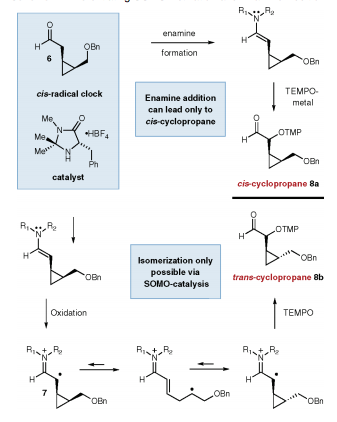 O
H
6
OBn
cis-radical clock
Me
N
O
•HBF4
Me
Me
N
H
Ph
catalyst
enamine
formation
R1
R2
N
H
OBn
Enamine addition
can lead only to
cis-cyclopropane
TEMPO-
metal
O
H
OTMP
OBn
cis-cyclopropane 8a
R1
R2
N
H
OBn
Isomerization only
possible via
SOMO-catalysis
O
H
OTMP
OBn
trans-cyclopropane 8b
Oxidation
TEMPO
R1 + R2
N
H
7
OBn
R1 + R2
N
H
OBn
R1 + R2
N
H
OBn